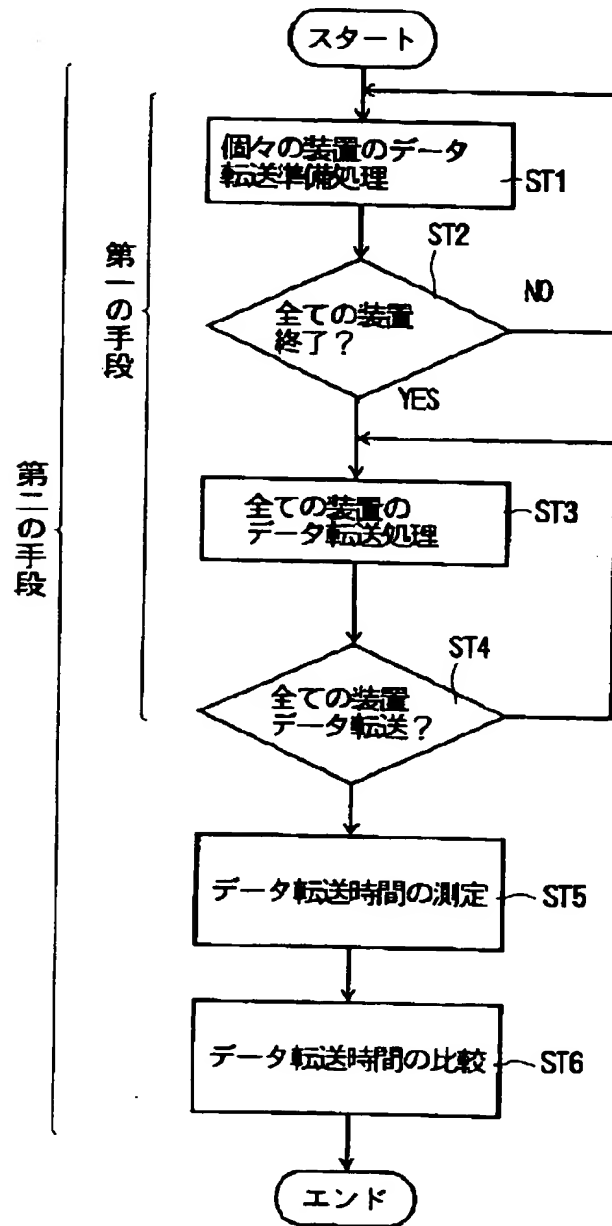 スタート
個々の装置のデータ
転送準備処理
ST1
ST2
全ての装置
終了？
NO
YES
第一の手段
第二の手段
全ての装置の
データ転送処理
ST3
ST4
全ての装置
データ転送？
データ転送時間の測定
ST5
データ転送時間の比較
ST6
エンド